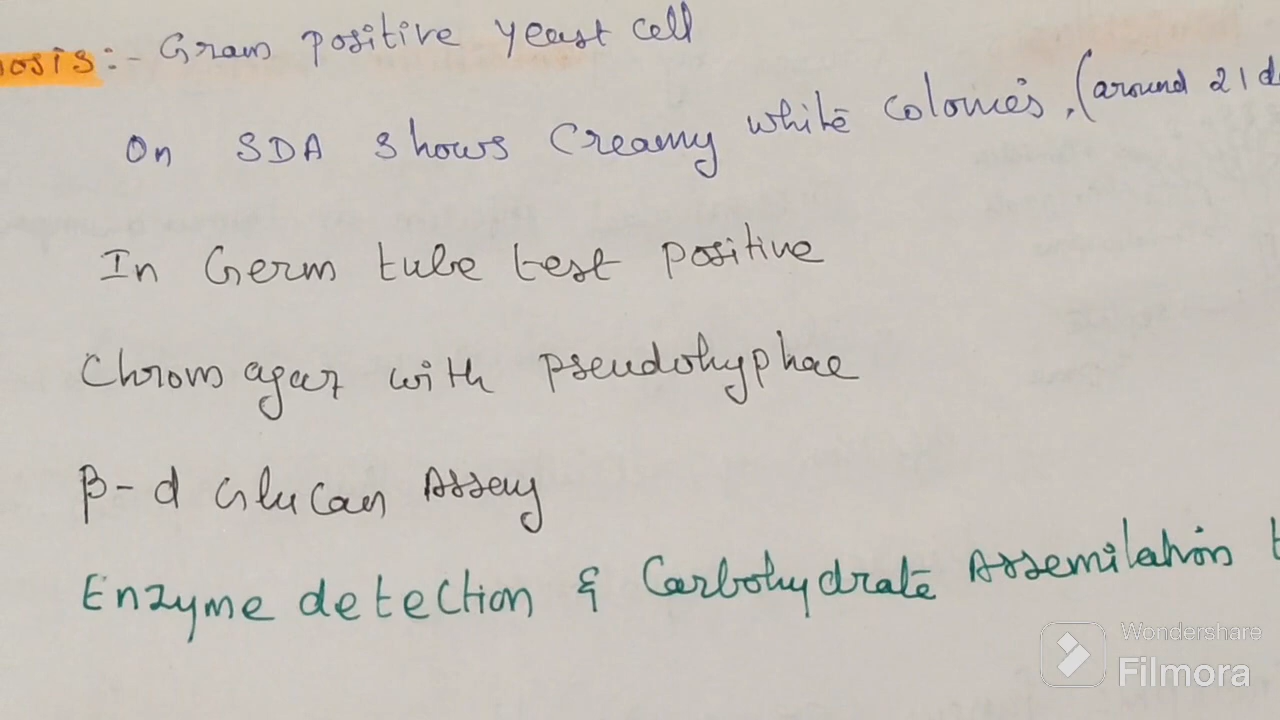 nosis:- Gram positive yeast cell
On SDA shows Creamy white colonies, (around 21 d
In Germ tube test positive
Chrom agar with pseudohyphae
β-d Glucan Assay
Enzyme detection & Carbohydrate Assemilation t
Wondershare
Filmora